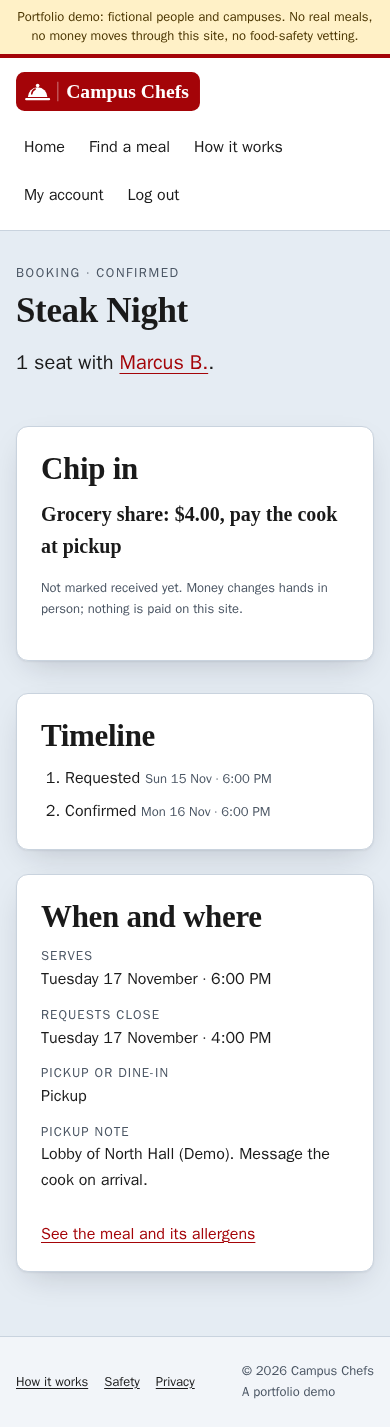 Portfolio demo: fictional people and campuses. No real meals,
no money moves through this site, no food-safety vetting.
Campus Chefs
Home Find a meal How it works
My account Log out
BOOKING · CONFIRMED
Steak Night
1 seat with Marcus B..
Chip in
Grocery share: $4.00, pay the cook
at pickup
Not marked received yet. Money changes hands in
person; nothing is paid on this site.
Timeline
1. Requested Sun 15 Nov · 6:00 PM
2. Confirmed Mon 16 Nov · 6:00 PM
When and where
SERVES
Tuesday 17 November · 6:00 PM
REQUESTS CLOSE
Tuesday 17 November · 4:00 PM
PICKUP OR DINE-IN
Pickup
PICKUP NOTE
Lobby of North Hall (Demo). Message the
cook on arrival.
See the meal and its allergens
How it works Safety Privacy
© 2026 Campus Chefs
A portfolio demo